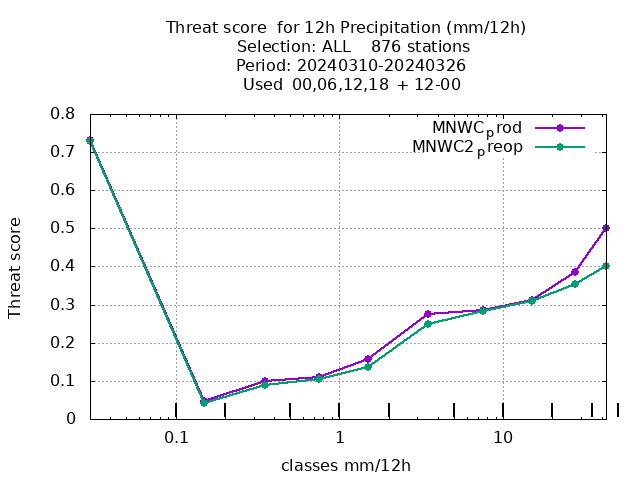 Threat score  for 12h Precipitation (mm/12h)
Selection: ALL    876 stations
Period: 20240310-20240326
Used  00,06,12,18  + 12-00
MNWCprod
MNWC2preop
0.8
0.7
0.6
0.5
0.4
0.3
0.2
0.1
0
Threat score
0.1 1 10
classes mm/12h